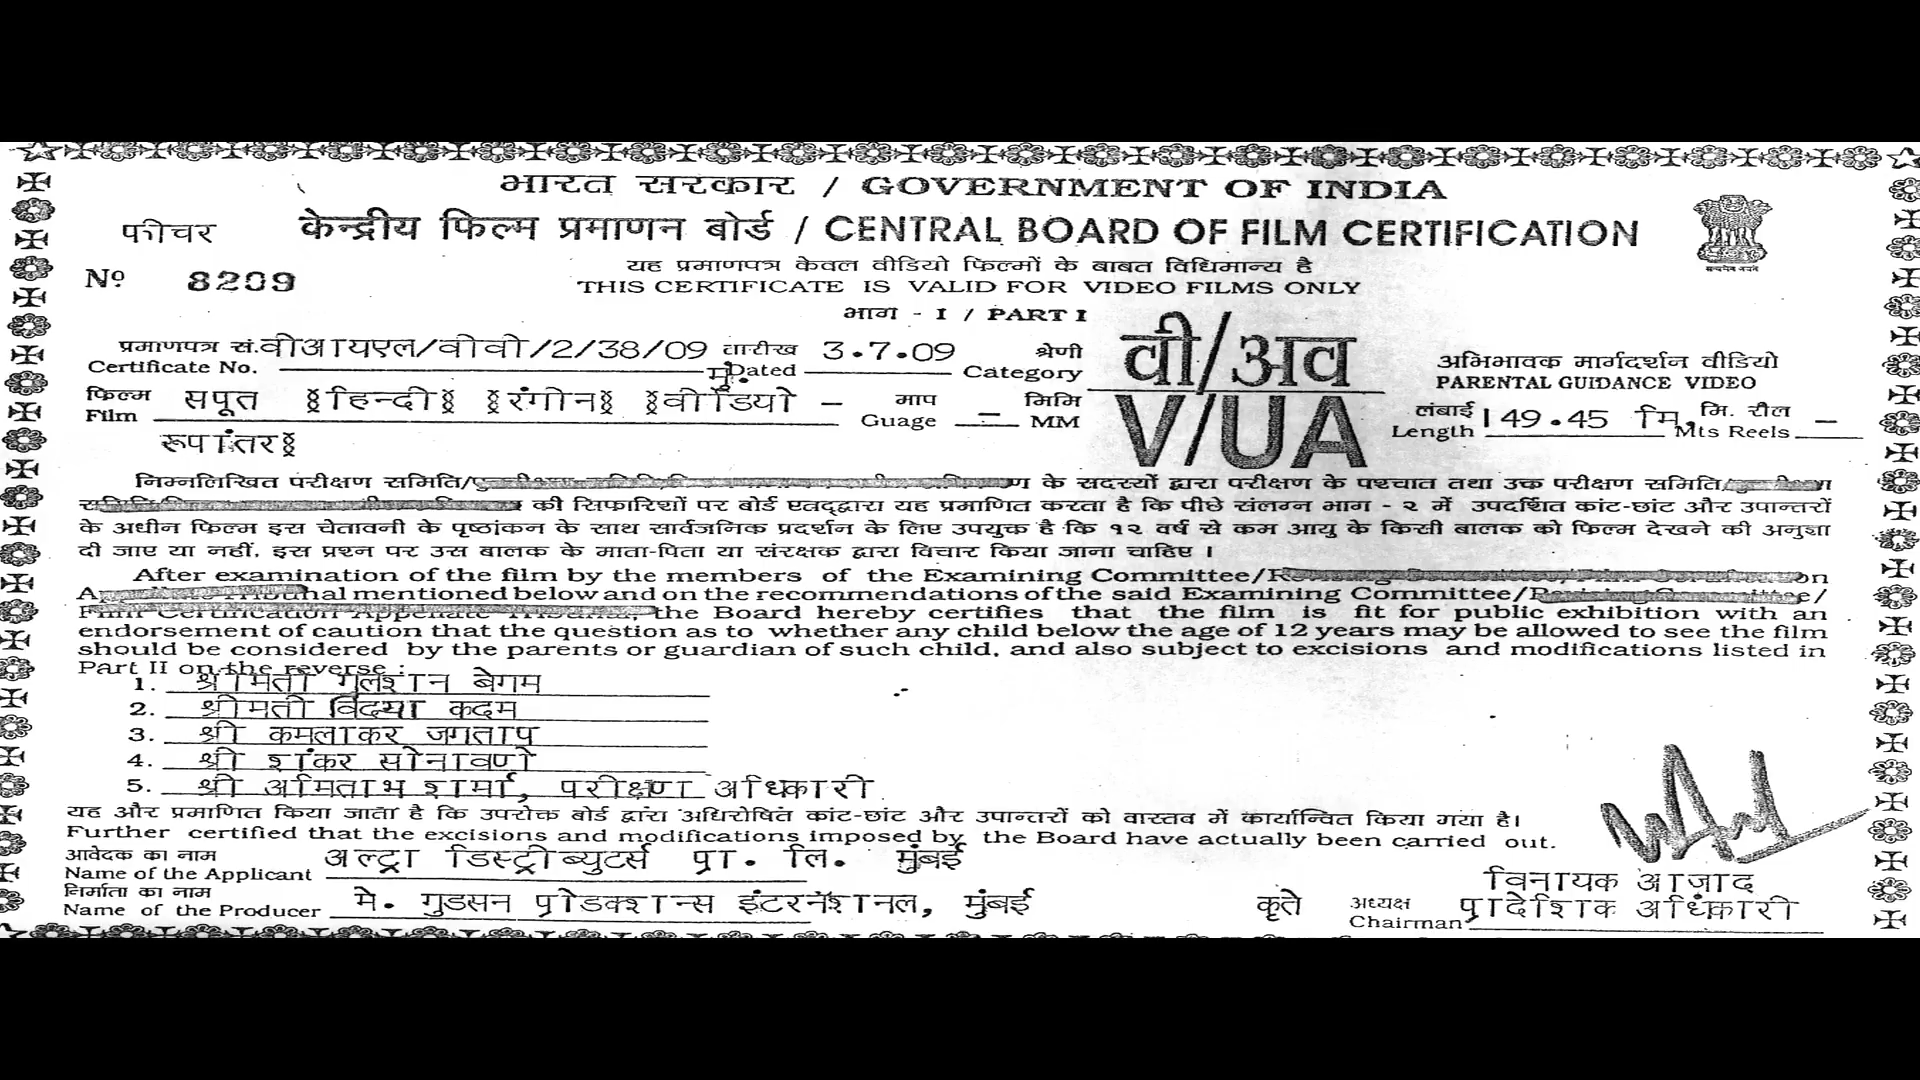 भारत सरकार / GOVERNMENT OF INDIA
फीचर केन्द्रीय फिल्म प्रमाणन बोर्ड / CENTRAL BOARD OF FILM CERTIFICATION
सत्यमेव जयते
Nº 8209
यह प्रमाणपत्र केवल वीडियो फिल्मों के बाबत विधिमान्य है
THIS CERTIFICATE IS VALID FOR VIDEO FILMS ONLY
भाग - I / PART I
प्रमाणपत्र सं. वीआयएल/वीवी/2/38/09 मुं. तारीख 3.7.09 श्रेणी वी/अव अभिभावक मार्गदर्शन वीडियो
Certificate No. Dated Category V/UA PARENTAL GUIDANCE VIDEO
फिल्म सपूत (हिन्दी) (रंगीन) (वीडियो - माप मिमि लंबाई 149.45 मि. मि. रील -
Film Guage - MM Length Mts Reels
रूपांतर)
निम्नलिखित परीक्षण समिति/ ण के सदस्यों द्वारा परीक्षण के पश्चात तथा उक्त परीक्षण समिति/
की सिफारिशों पर बोर्ड एतद्द्वारा यह प्रमाणित करता है कि पीछे संलग्न भाग - २ में उपदर्शित कांट-छांट और उपान्तरों
के अधीन फिल्म इस चेतावनी के पृष्ठांकन के साथ सार्वजनिक प्रदर्शन के लिए उपयुक्त है कि १२ वर्ष से कम आयु के किसी बालक को फिल्म देखने की अनुज्ञा
दी जाए या नहीं, इस प्रश्न पर उस बालक के माता-पिता या संरक्षक द्वारा विचार किया जाना चाहिए ।
After examination of the film by the members of the Examining Committee/
mentioned below and on the recommendations of the said Examining Committee/
the Board hereby certifies that the film is fit for public exhibition with an
endorsement of caution that the question as to whether any child below the age of 12 years may be allowed to see the film
should be considered by the parents or guardian of such child, and also subject to excisions and modifications listed in
Part II on the reverse :
1. श्रीमती गुलशन बेगम
2. श्रीमती विदया कदम
3. श्री कमलाकर जगताप
4. श्री शंकर सोनावणे
5. श्री अमिताभ शर्मा, परीक्षण अधिकारी
यह और प्रमाणित किया जाता है कि उपरोक्त बोर्ड द्वारा अधिरोषित कांट-छांट और उपान्तरों को वास्तव में कार्यान्वित किया गया है।
Further certified that the excisions and modifications imposed by the Board have actually been carried out.
आवेदक का नाम अल्ट्रा डिस्ट्रीब्युटर्स प्रा. लि. मुंबई
Name of the Applicant
निर्माता का नाम मे. गुडसन प्रोडक्शन्स इंटरनॅशनल, मुंबई
Name of the Producer
विनायक आजाद
कृते अध्यक्ष प्रादेशिक अधिकारी
Chairman